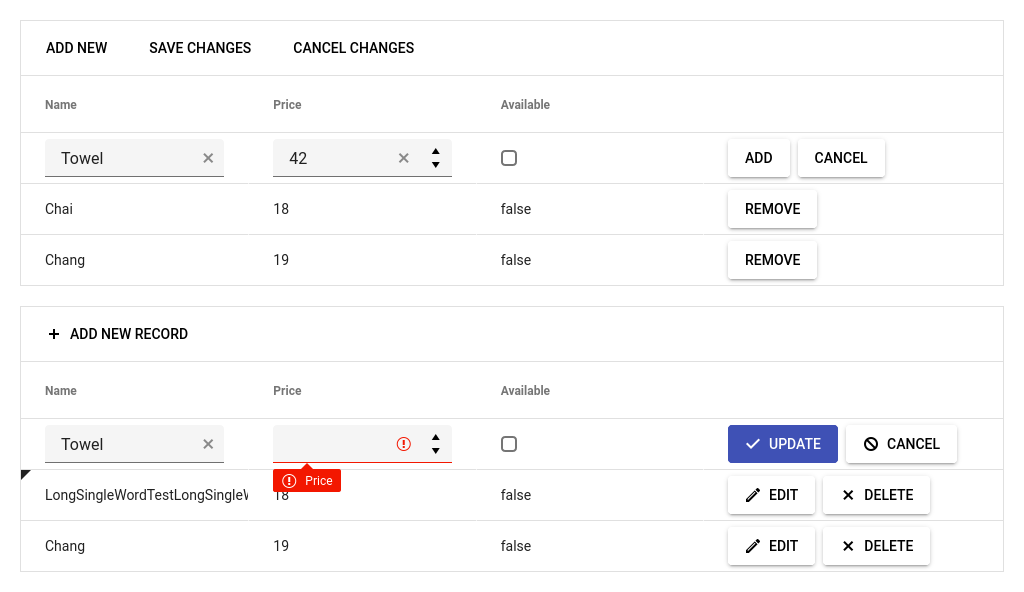 ADD NEW SAVE CHANGES CANCEL CHANGES
Name Price Available
Towel 42 ADD CANCEL
Chai 18 false REMOVE
Chang 19 false REMOVE
ADD NEW RECORD
Name Price Available
Towel UPDATE CANCEL
Price
LongSingleWordTestLongSingleW 18 false EDIT DELETE
Chang 19 false EDIT DELETE